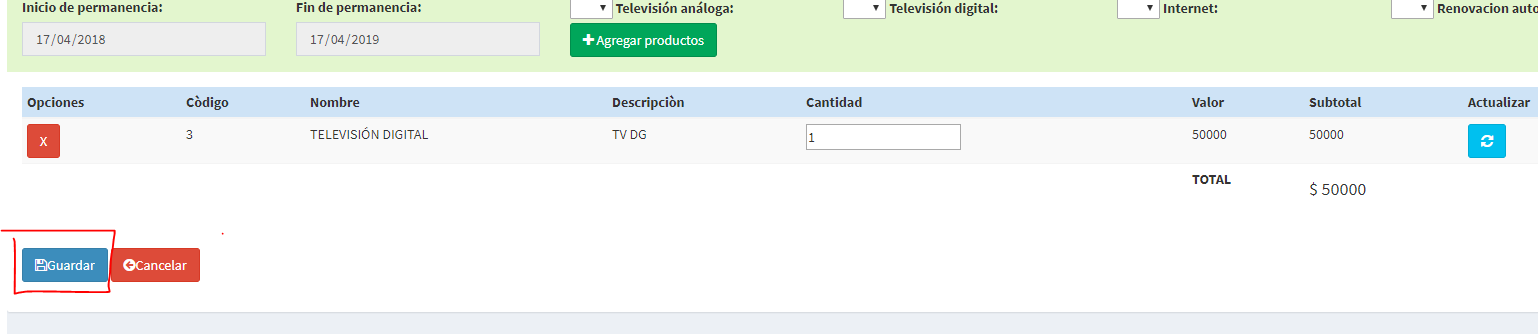 Inicio de permanencia: Fin de permanencia: Televisión análoga: Televisión digital: Internet: Renovacion auto
17/04/2018 17/04/2019 Agregar productos
Opciones Còdigo Nombre Descripciòn Cantidad Valor Subtotal Actualizar
X 3 TELEVISIÓN DIGITAL TV DG 1 50000 50000
TOTAL $ 50000
Guardar Cancelar